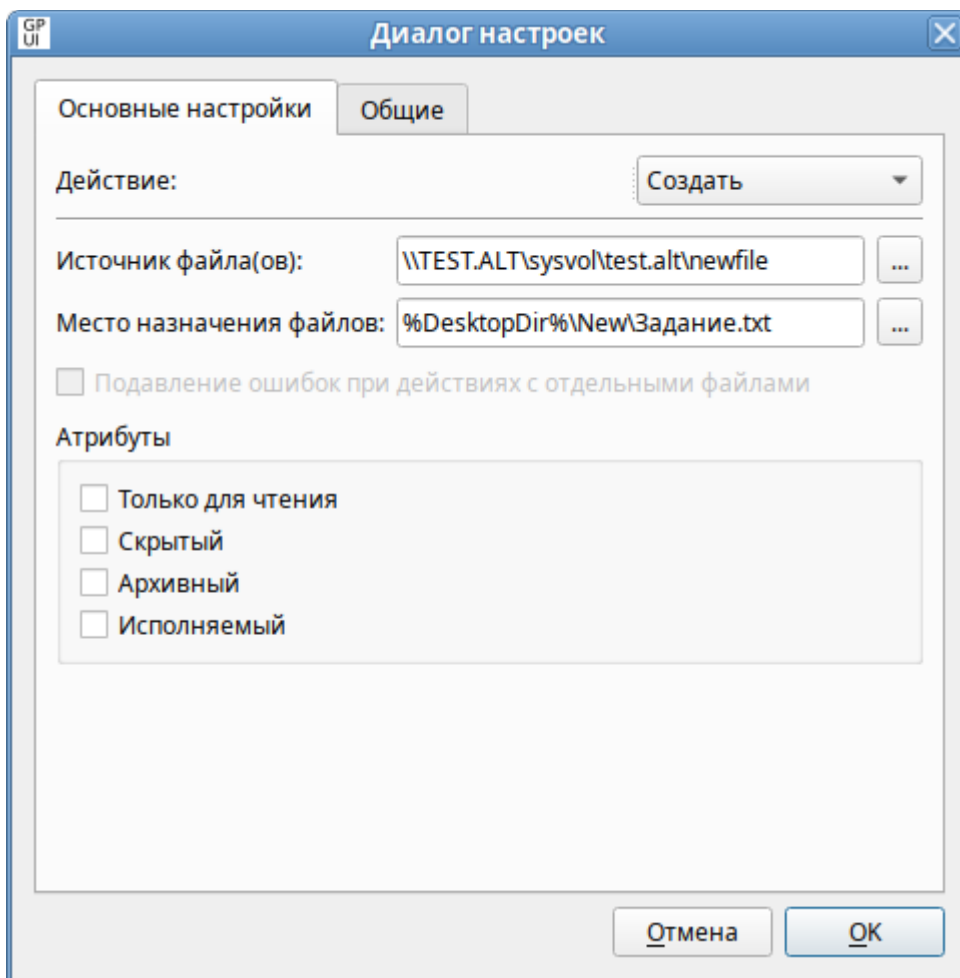 GP
UI
Диалог настроек
Основные настройки Общие
Действие: Создать
Источник файла(ов): \\TEST.ALT\sysvol\test.alt\newfile ...
Место назначения файлов: %DesktopDir%\New\Задание.txt ...
Подавление ошибок при действиях с отдельными файлами
Атрибуты
Только для чтения
Скрытый
Архивный
Исполняемый
Отмена OK